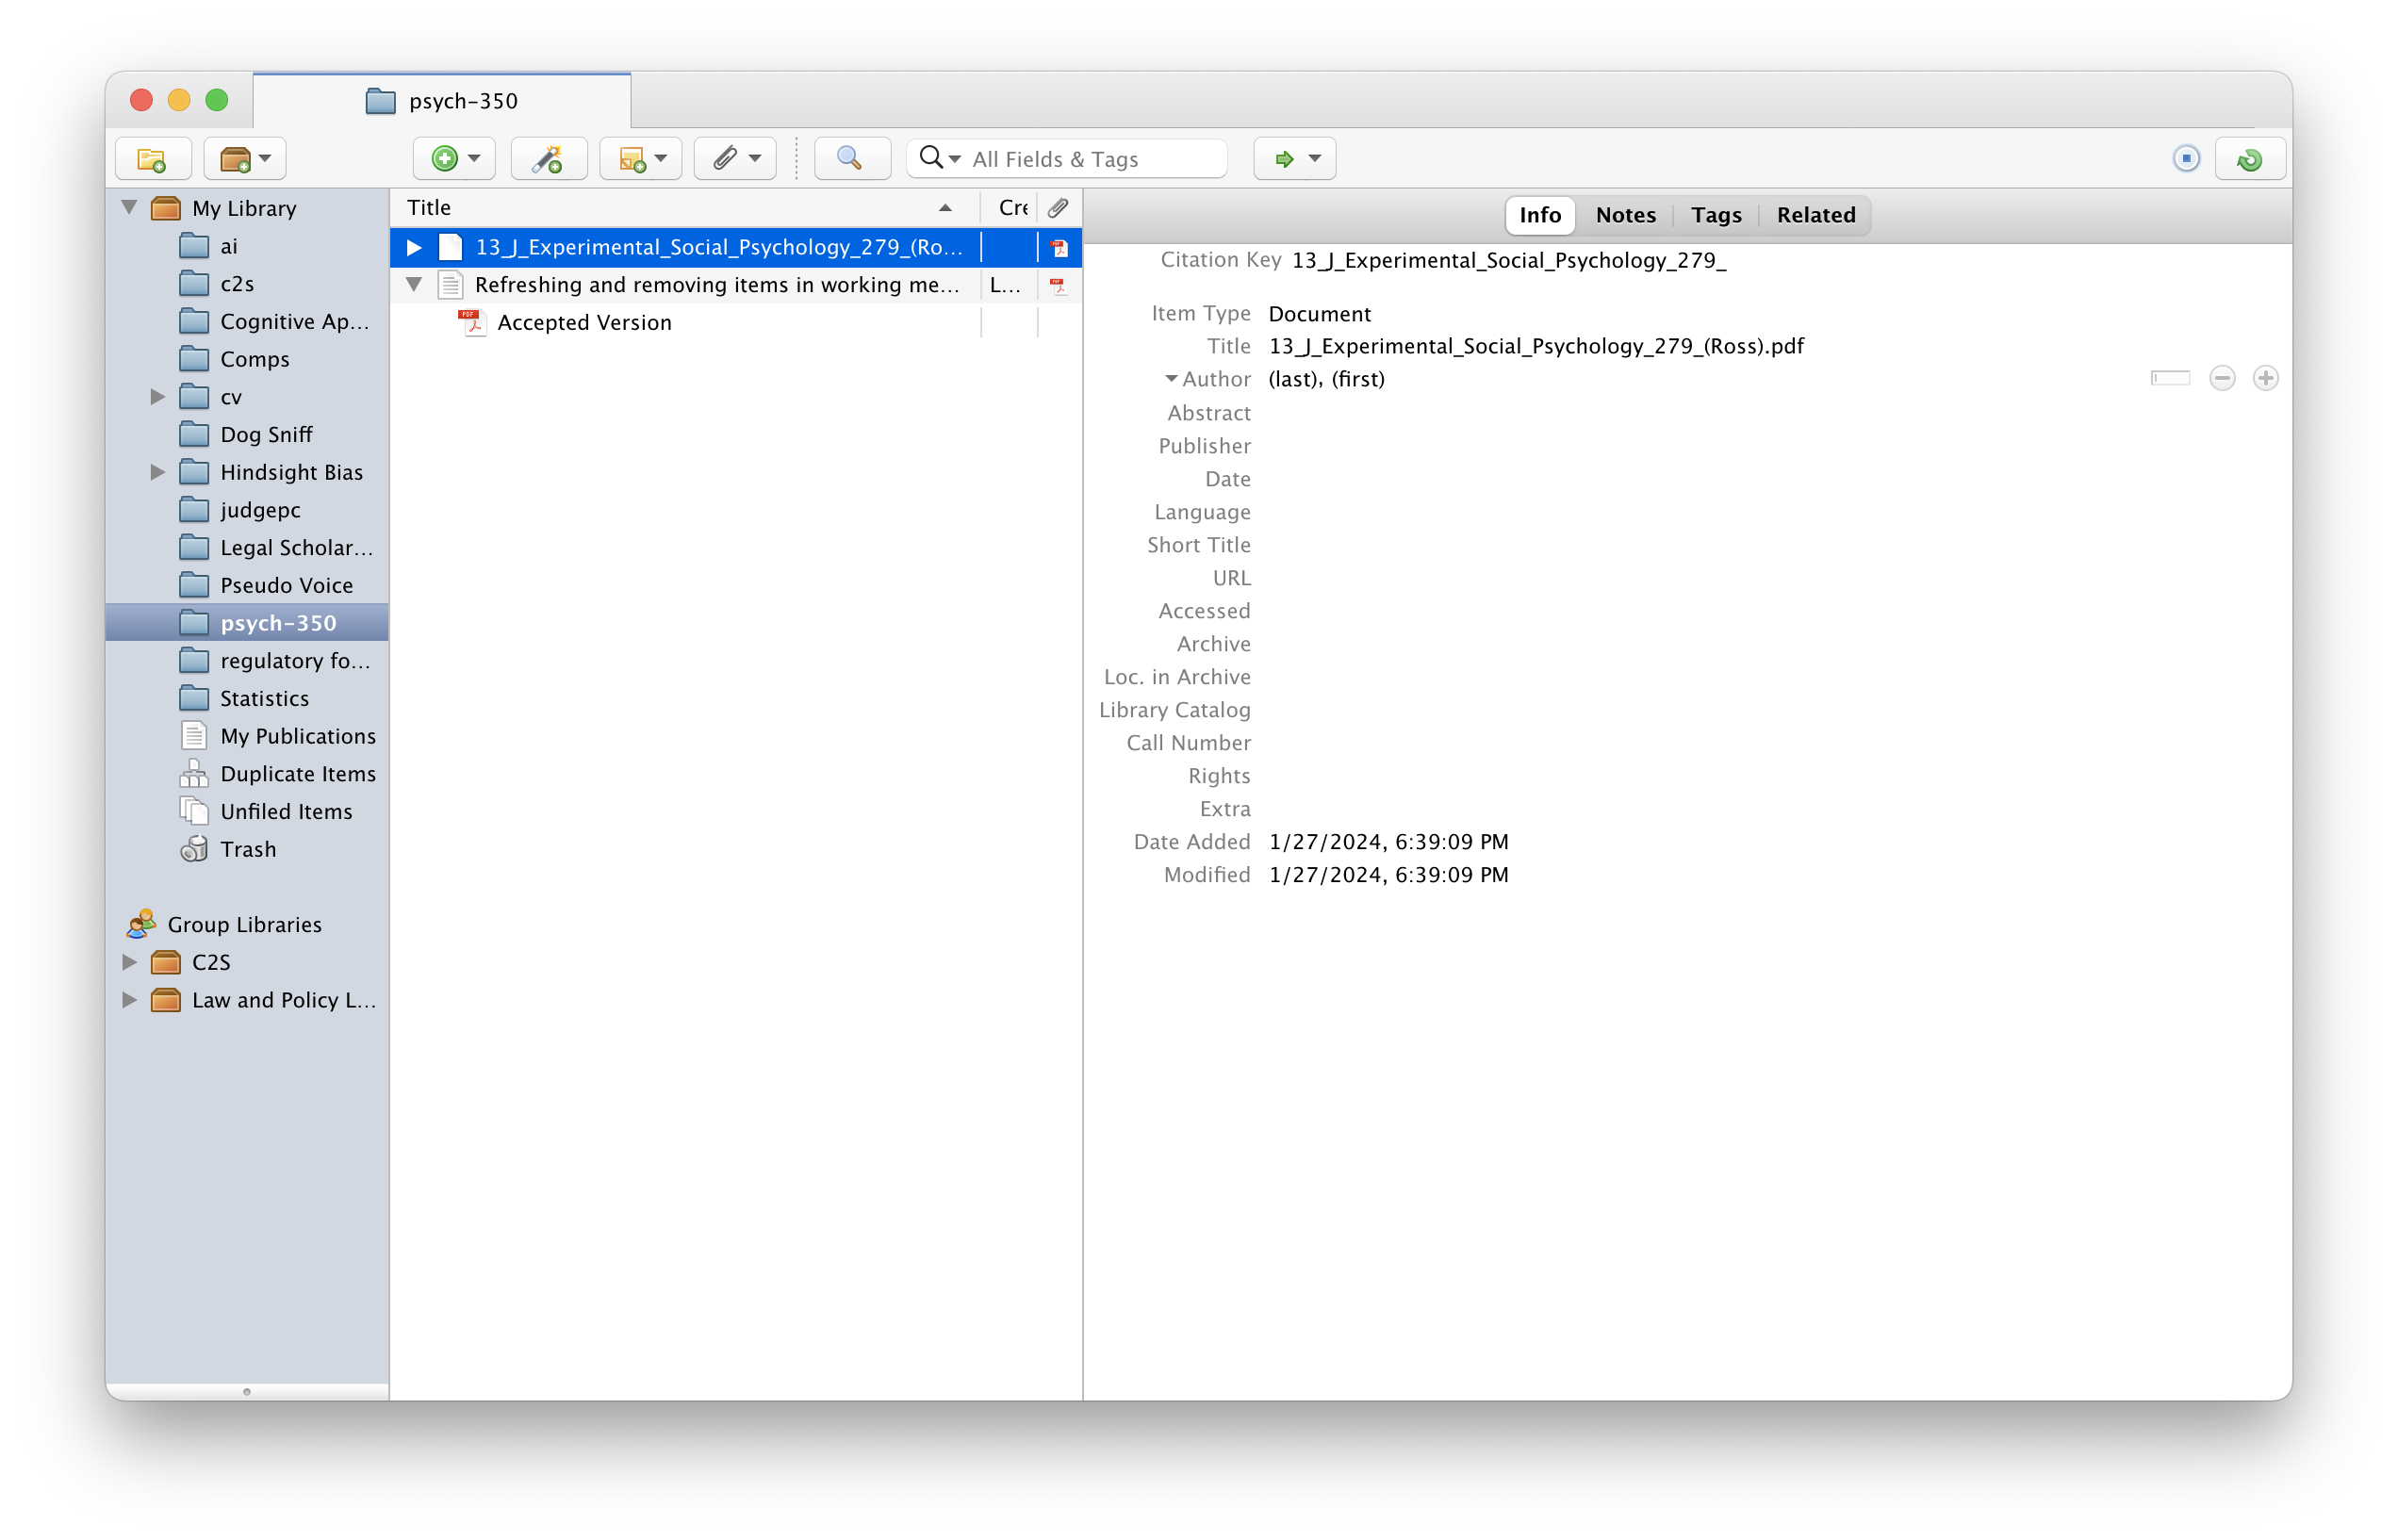 psych-350
All Fields & Tags
My Library
ai
c2s
Cognitive Ap...
Comps
cv
Dog Sniff
Hindsight Bias
judgepc
Legal Scholar...
Pseudo Voice
psych-350
regulatory fo...
Statistics
My Publications
Duplicate Items
Unfiled Items
Trash
Group Libraries
C2S
Law and Policy L...
Title Cre
13_J_Experimental_Social_Psychology_279_(Ro...
Refreshing and removing items in working me... L...
PDF Accepted Version
Info Notes Tags Related
Citation Key 13_J_Experimental_Social_Psychology_279_
Item Type Document
Title 13_J_Experimental_Social_Psychology_279_(Ross).pdf
Author (last), (first)
Abstract
Publisher
Date
Language
Short Title
URL
Accessed
Archive
Loc. in Archive
Library Catalog
Call Number
Rights
Extra
Date Added 1/27/2024, 6:39:09 PM
Modified 1/27/2024, 6:39:09 PM